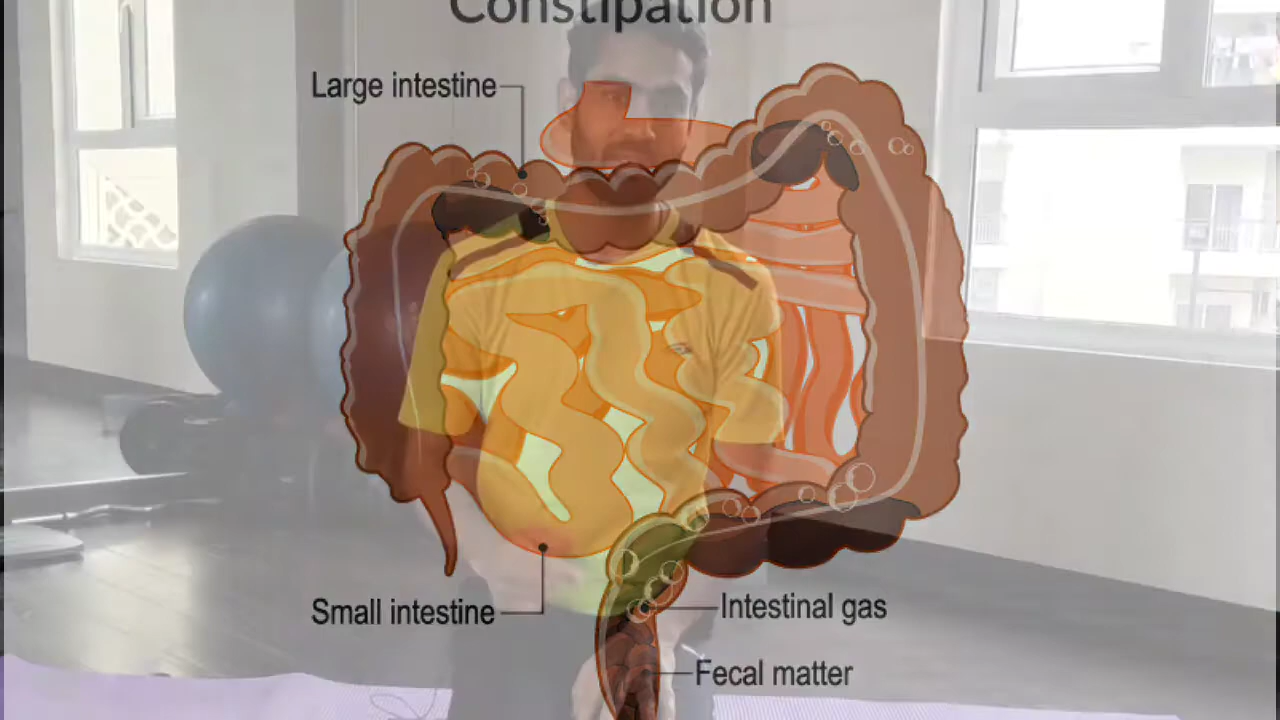 Constipation
Large intestine
Small intestine
Intestinal gas
Fecal matter